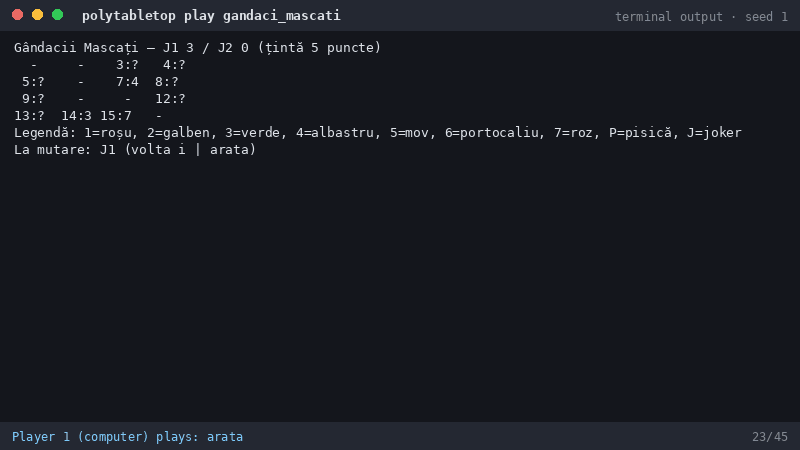 polytabletop play gandaci_mascati
terminal output · seed 1
Gândacii Mascați — J1 3 / J2 0 (țintă 5 puncte)
-     -    3:?   4:?
5:?    -    7:4  8:?
9:?    -     -   12:?
13:?  14:3 15:7   -
Legendă: 1=roșu, 2=galben, 3=verde, 4=albastru, 5=mov, 6=portocaliu, 7=roz, P=pisică, J=joker
La mutare: J1 (volta i | arata)
Player 1 (computer) plays: arata
23/45